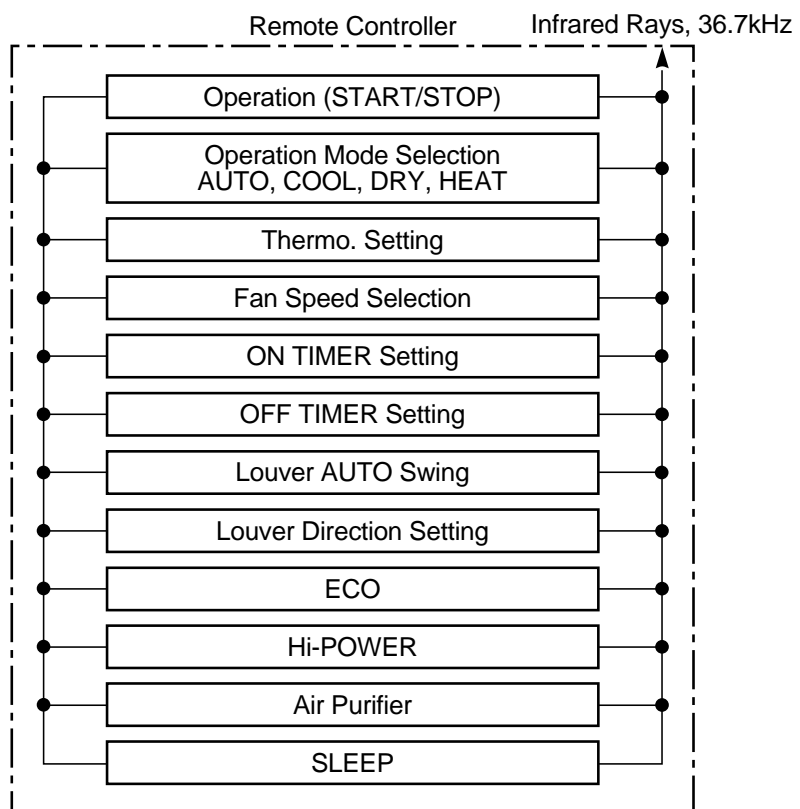 Remote Controller
Infrared Rays, 36.7kHz
Operation (START/STOP)
Operation Mode Selection
AUTO, COOL, DRY, HEAT
Thermo. Setting
Fan Speed Selection
ON TIMER Setting
OFF TIMER Setting
Louver AUTO Swing
Louver Direction Setting
ECO
Hi-POWER
Air Purifier
SLEEP